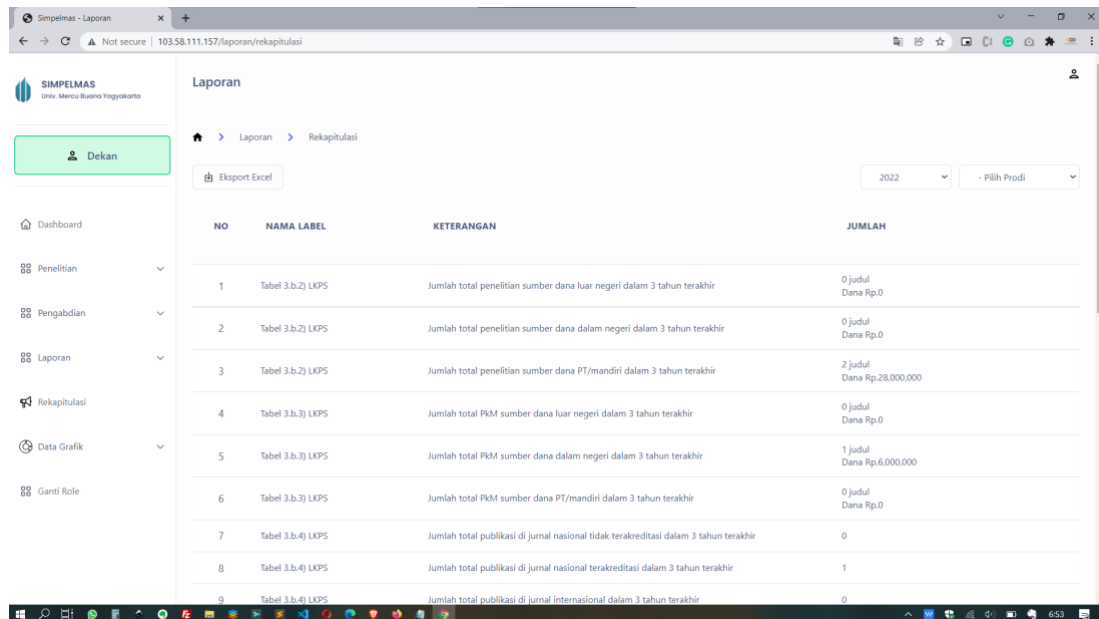 Simpelmas - Laporan
Not secure | 103.58.111.157/laporan/rekapitulasi
SIMPELMAS
Univ. Mercu Buana Yogyakarta
Laporan
Dekan
Laporan > Rekapitulasi
Eksport Excel
2022
- Pilih Prodi
Dashboard
Penelitian
Pengabdian
Laporan
Rekapitulasi
Data Grafik
Ganti Role
NO NAMA LABEL KETERANGAN JUMLAH
1 Tabel 3.b.2) LKPS Jumlah total penelitian sumber dana luar negeri dalam 3 tahun terakhir 0 judul
Dana Rp.0
2 Tabel 3.b.2) LKPS Jumlah total penelitian sumber dana dalam negeri dalam 3 tahun terakhir 0 judul
Dana Rp.0
3 Tabel 3.b.2) LKPS Jumlah total penelitian sumber dana PT/mandiri dalam 3 tahun terakhir 2 judul
Dana Rp.28,000,000
4 Tabel 3.b.3) LKPS Jumlah total PkM sumber dana luar negeri dalam 3 tahun terakhir 0 judul
Dana Rp.0
5 Tabel 3.b.3) LKPS Jumlah total PkM sumber dana dalam negeri dalam 3 tahun terakhir 1 judul
Dana Rp.6,000,000
6 Tabel 3.b.3) LKPS Jumlah total PkM sumber dana PT/mandiri dalam 3 tahun terakhir 0 judul
Dana Rp.0
7 Tabel 3.b.4) LKPS Jumlah total publikasi di jurnal nasional tidak terakreditasi dalam 3 tahun terakhir 0
8 Tabel 3.b.4) LKPS Jumlah total publikasi di jurnal nasional terakreditasi dalam 3 tahun terakhir 1
9 Tabel 3.b.4) LKPS Jumlah total publikasi di jurnal internasional dalam 3 tahun terakhir 0
6:53